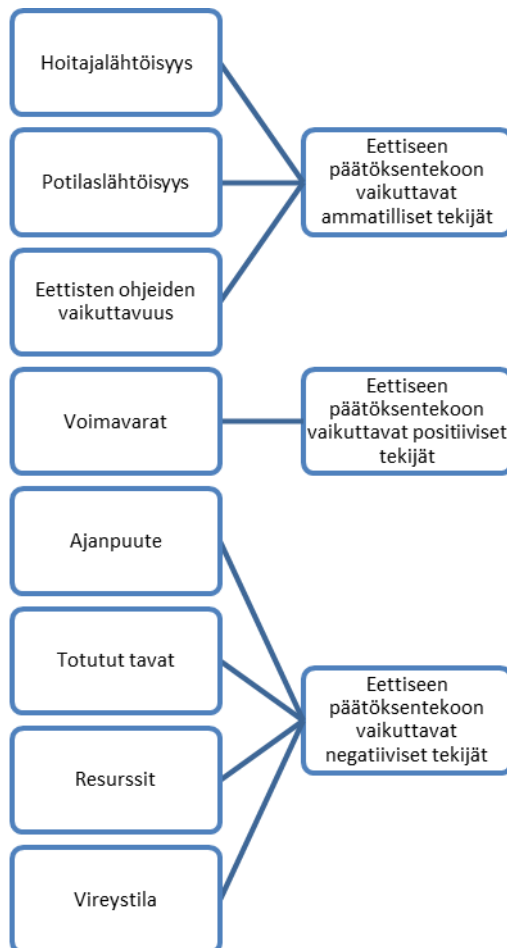 Hoitajalähtöisyys
Potilaslähtöisyys
Eettisten ohjeiden
vaikuttavuus
Eettiseen
päätöksentekoon
vaikuttavat
ammatilliset tekijät
Voimavarat
Eettiseen
päätöksentekoon
vaikuttavat positiiviset
tekijät
Ajanpuute
Totutut tavat
Resurssit
Vireystila
Eettiseen
päätöksentekoon
vaikuttavat
negatiiviset tekijät